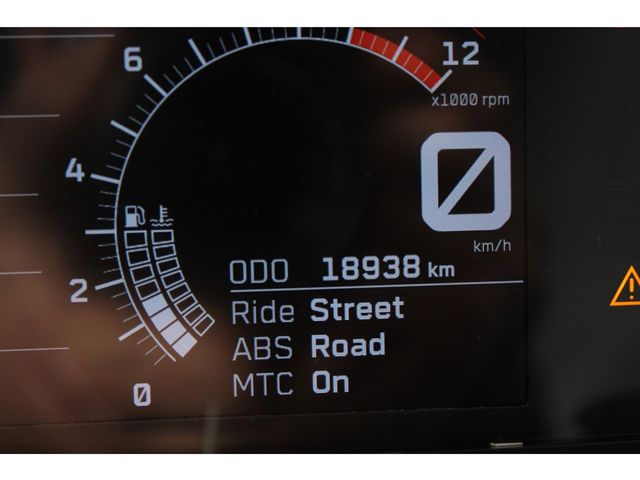 6
12
x1000 rpm
4
0
km/h
2
ODO 18938 km
Ride Street
ABS Road
MTC On
0